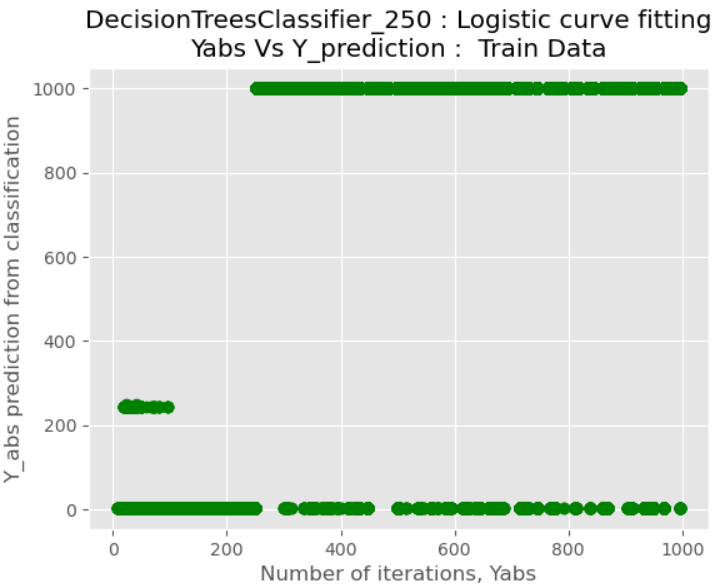 DecisionTreesClassifier_250 : Logistic curve fitting
Yabs Vs Y_prediction :  Train Data
Y_abs prediction from classification
1000
800
600
400
200
0
0 200 400 600 800 1000
Number of iterations, Yabs